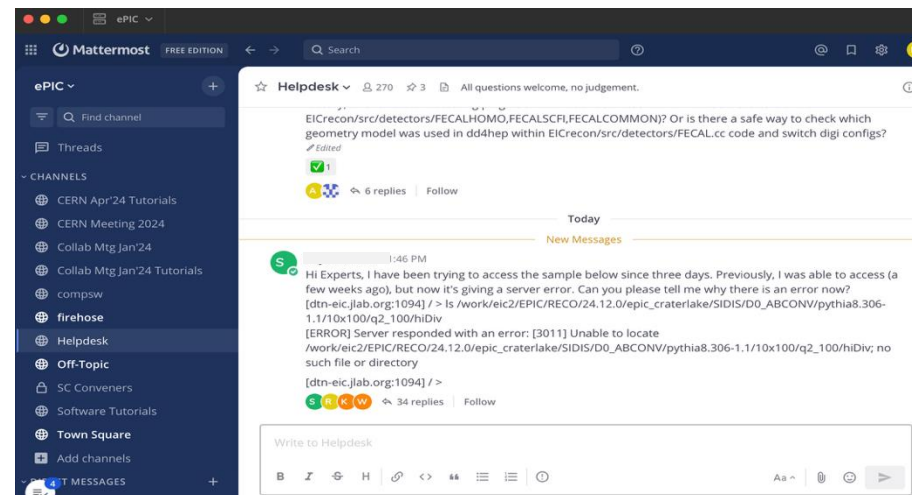 ePIC
Mattermost FREE EDITION
Search
ePIC
Find channel
Threads
CHANNELS
CERN Apr'24 Tutorials
CERN Meeting 2024
Collab Mtg Jan'24
Collab Mtg Jan'24 Tutorials
compsw
firehose
Helpdesk
Off-Topic
SC Conveners
Software Tutorials
Town Square
Add channels
MESSAGES
4
Helpdesk 270 3 All questions welcome, no judgement.
EICrecon/src/detectors/FECALHOMO,FECALSCFI,FECALCOMMON)? Or is there a safe way to check which
geometry model was used in dd4hep within EICrecon/src/detectors/FECAL.cc code and switch digi configs?
Edited
1
A 6 replies Follow
Today
New Messages
S :46 PM
Hi Experts, I have been trying to access the sample below since three days. Previously, I was able to access (a
few weeks ago), but now it's giving a server error. Can you please tell me why there is an error now?
[dtn-eic.jlab.org:1094] / > ls /work/eic2/EPIC/RECO/24.12.0/epic_craterlake/SIDIS/D0_ABCONV/pythia8.306-
1.1/10x100/q2_100/hiDiv
[ERROR] Server responded with an error: [3011] Unable to locate
/work/eic2/EPIC/RECO/24.12.0/epic_craterlake/SIDIS/D0_ABCONV/pythia8.306-1.1/10x100/q2_100/hiDiv; no
such file or directory
[dtn-eic.jlab.org:1094] / >
S R K W 34 replies Follow
Write to Helpdesk
B I S H Aa